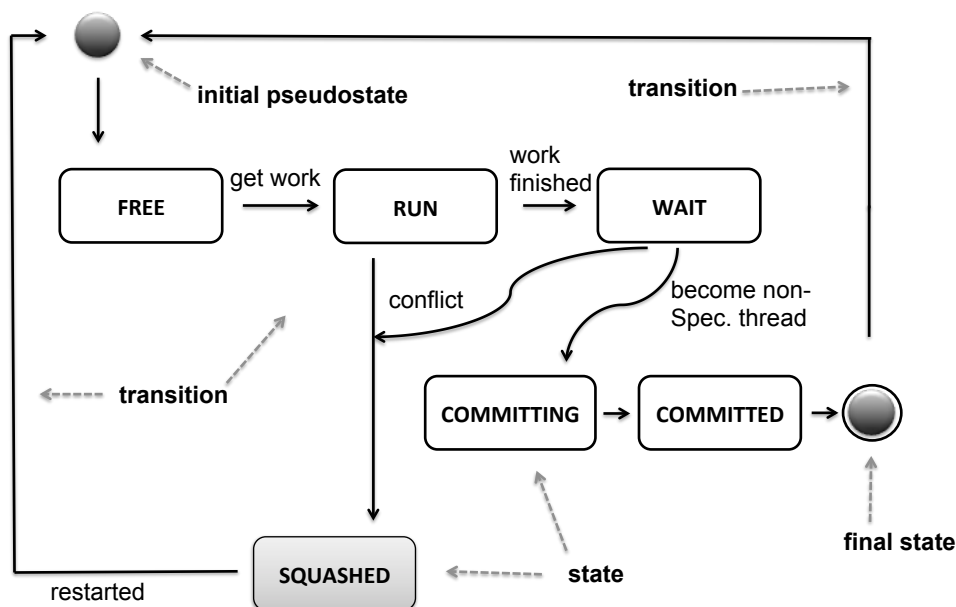 initial pseudostate
transition
get work
work
finished
FREE
RUN
WAIT
conflict
become non-
Spec. thread
transition
COMMITTING
COMMITTED
final state
SQUASHED
state
restarted